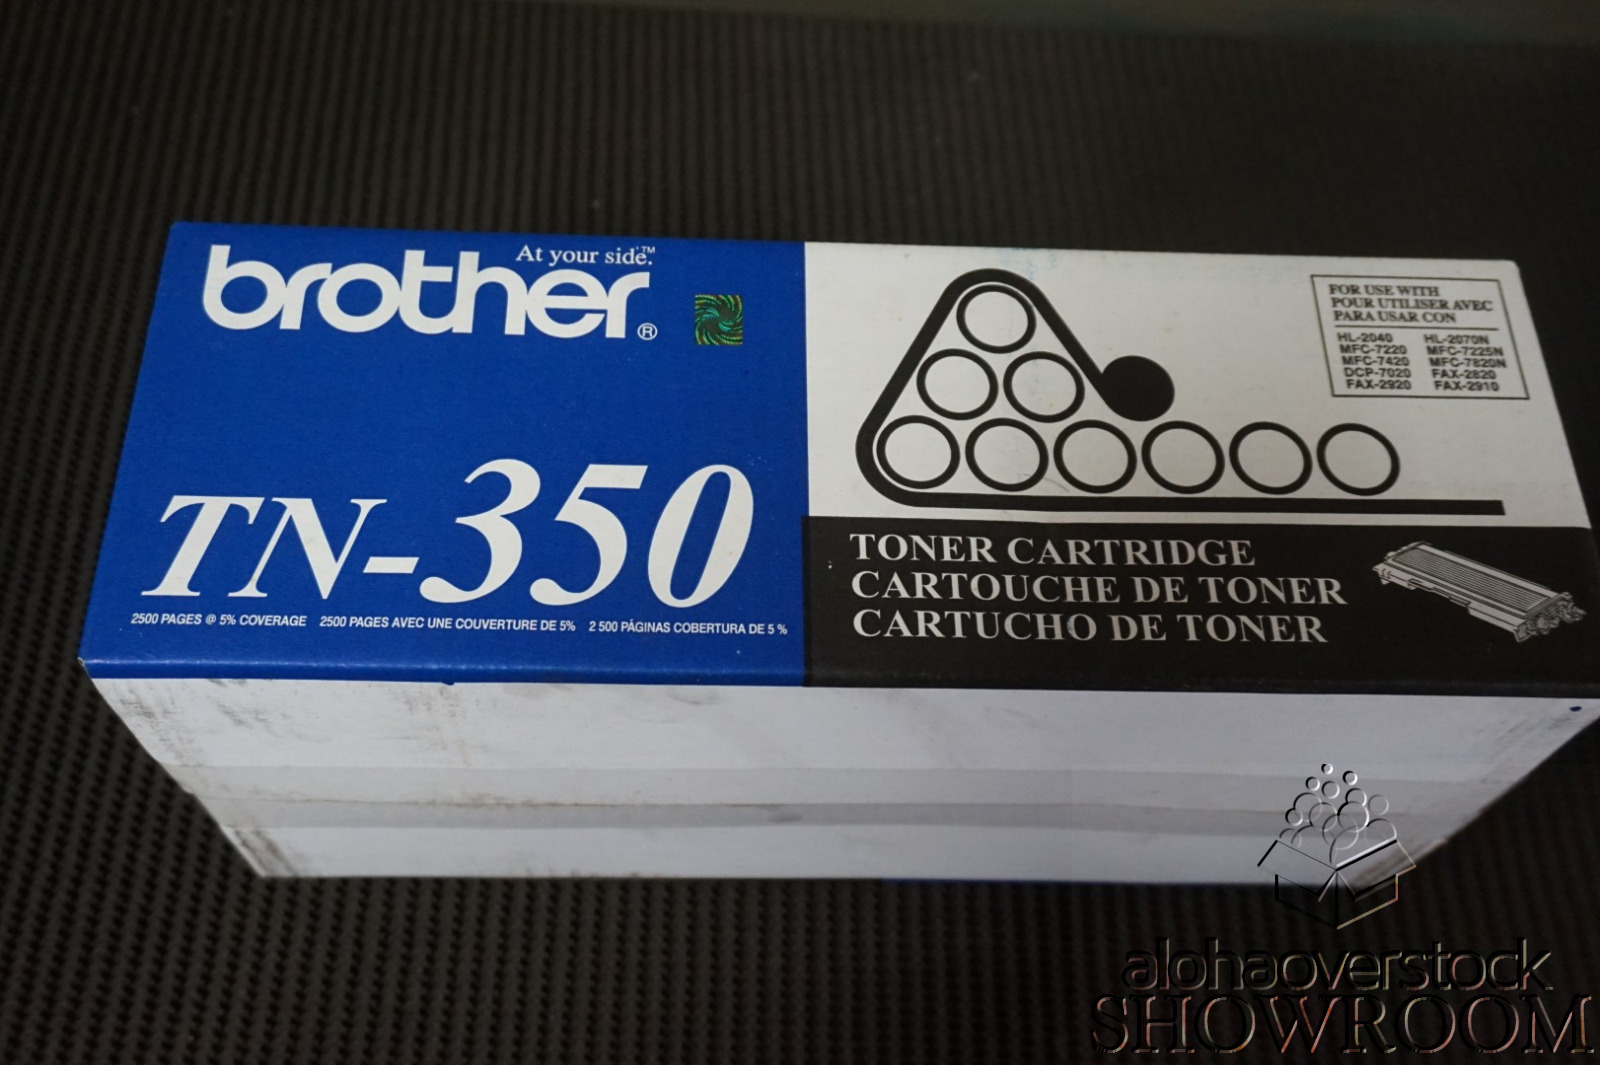 At your side.™
brother®
TN-350
2500 PAGES @ 5% COVERAGE 2500 PAGES AVEC UNE COUVERTURE DE 5% 2 500 PÁGINAS COBERTURA DE 5 %
FOR USE WITH
POUR UTILISER AVEC
PARA USAR CON
HL-2040 HL-2070N
MFC-7220 MFC-7225N
MFC-7420 MFC-7820N
DCP-7020 FAX-2820
FAX-2920 FAX-2910
TONER CARTRIDGE
CARTOUCHE DE TONER
CARTUCHO DE TONER
alohaoverstock
SHOWROOM